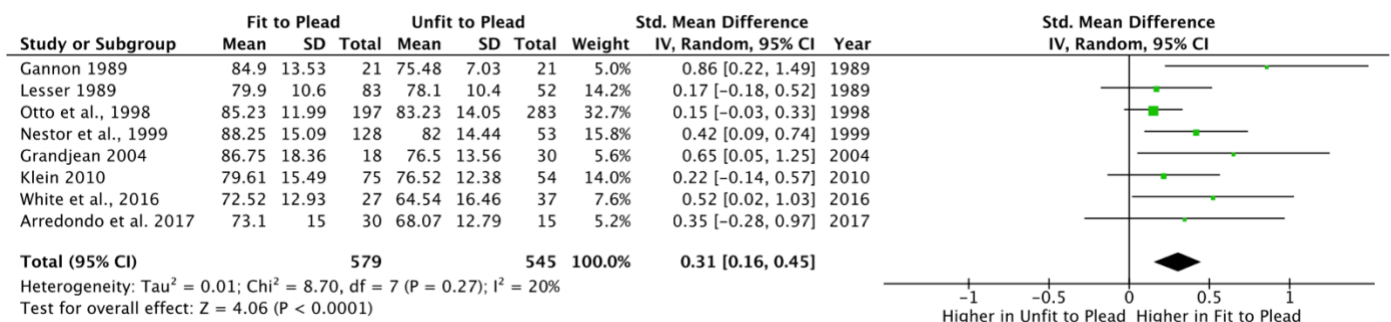 Fit to Plead Unfit to Plead Std. Mean Difference Std. Mean Difference
Study or Subgroup Mean SD Total Mean SD Total Weight IV, Random, 95% CI Year IV, Random, 95% CI
Gannon 1989 84.9 13.53 21 75.48 7.03 21 5.0% 0.86 [0.22, 1.49] 1989
Lesser 1989 79.9 10.6 83 78.1 10.4 52 14.2% 0.17 [−0.18, 0.52] 1989
Otto et al., 1998 85.23 11.99 197 83.23 14.05 283 32.7% 0.15 [−0.03, 0.33] 1998
Nestor et al., 1999 88.25 15.09 128 82 14.44 53 15.8% 0.42 [0.09, 0.74] 1999
Grandjean 2004 86.75 18.36 18 76.5 13.56 30 5.6% 0.65 [0.05, 1.25] 2004
Klein 2010 79.61 15.49 75 76.52 12.38 54 14.0% 0.22 [−0.14, 0.57] 2010
White et al., 2016 72.52 12.93 27 64.54 16.46 37 7.6% 0.52 [0.02, 1.03] 2016
Arredondo et al. 2017 73.1 15 30 68.07 12.79 15 5.2% 0.35 [−0.28, 0.97] 2017
Total (95% CI) 579 545 100.0% 0.31 [0.16, 0.45]
Heterogeneity: Tau² = 0.01; Chi² = 8.70, df = 7 (P = 0.27); I² = 20%
Test for overall effect: Z = 4.06 (P < 0.0001)
−1 −0.5 0 0.5 1
Higher in Unfit to Plead Higher in Fit to Plead